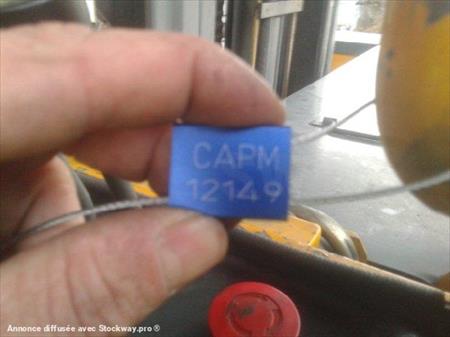 CAPM
12149
Annonce diffusée avec Stockway.pro ®